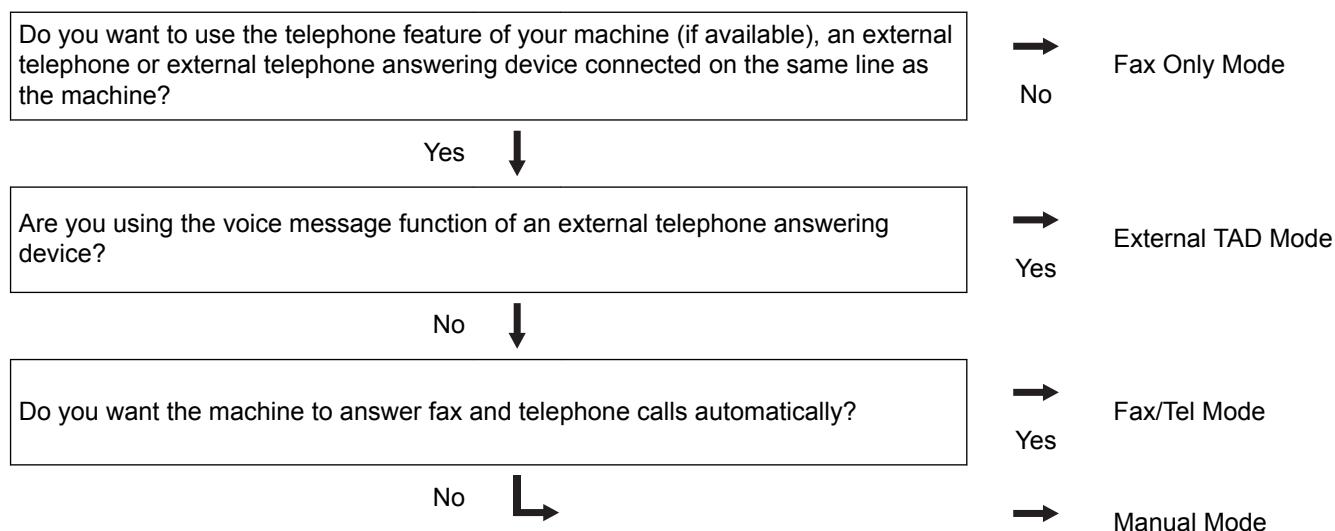 Do you want to use the telephone feature of your machine (if available), an external
telephone or external telephone answering device connected on the same line as
the machine?
No
Fax Only Mode
Yes
Are you using the voice message function of an external telephone answering
device?
Yes
External TAD Mode
No
Do you want the machine to answer fax and telephone calls automatically?
Yes
Fax/Tel Mode
No
Manual Mode